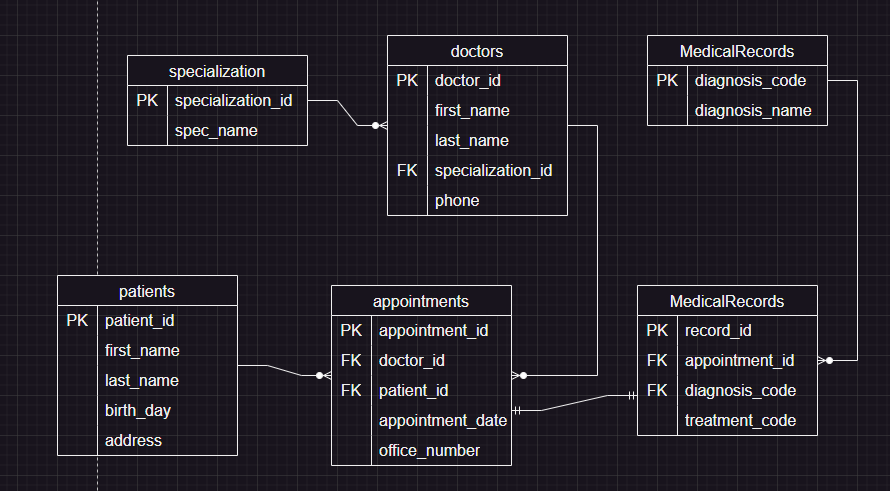 specialization
PK specialization_id
spec_name
doctors
PK doctor_id
first_name
last_name
FK specialization_id
phone
MedicalRecords
PK diagnosis_code
diagnosis_name
patients
PK patient_id
first_name
last_name
birth_day
address
appointments
PK appointment_id
FK doctor_id
FK patient_id
appointment_date
office_number
MedicalRecords
PK record_id
FK appointment_id
FK diagnosis_code
treatment_code